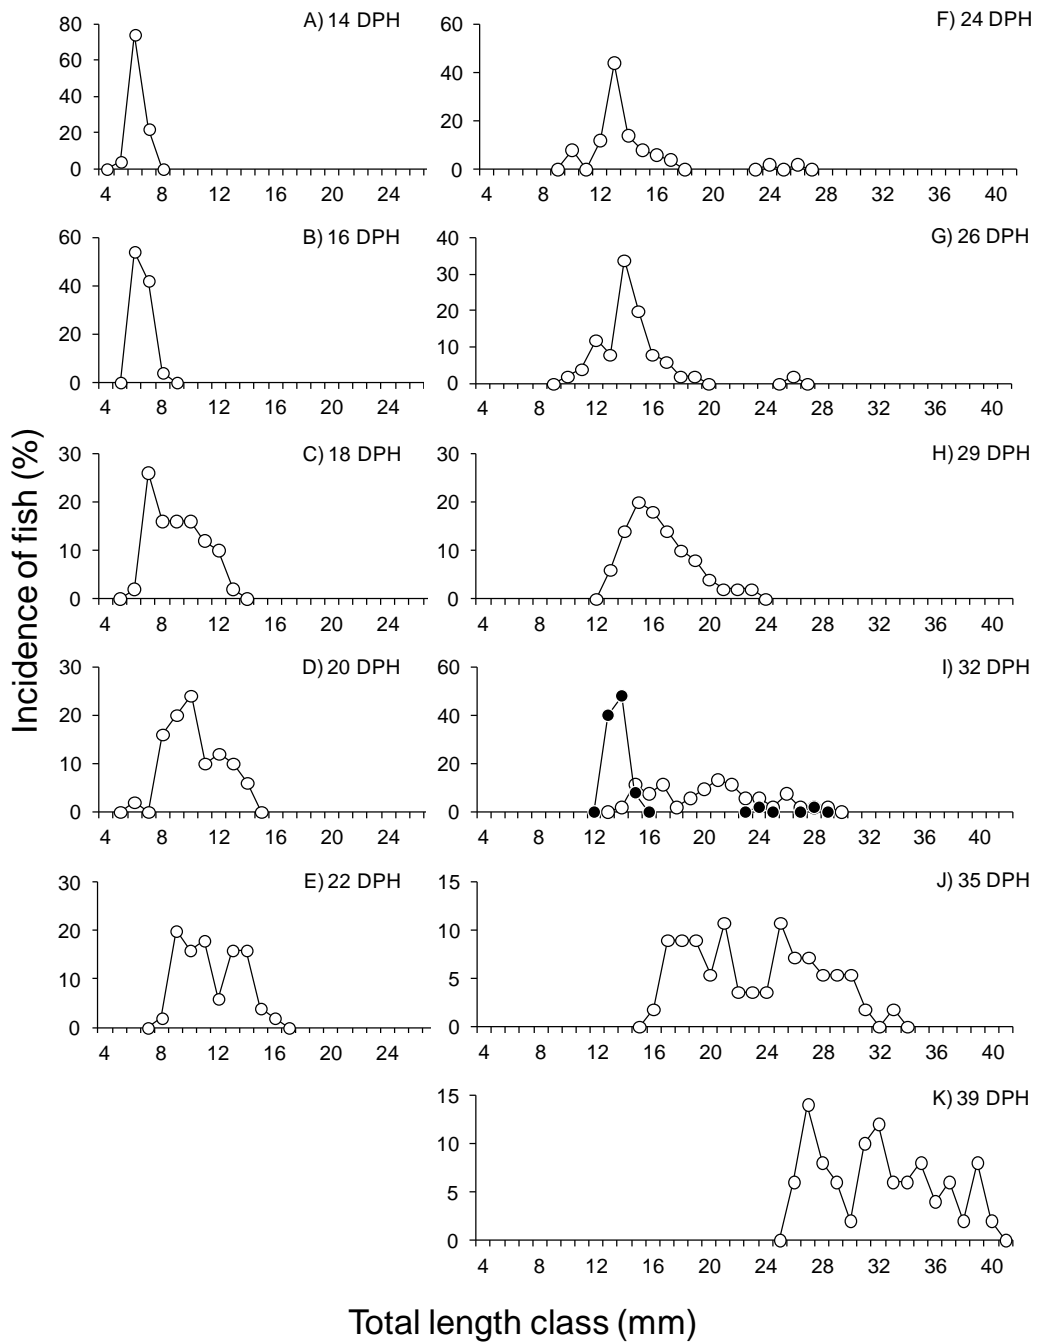 A) 14 DPH
80
60
40
20
0
4 8 12 16 20 24
F) 24 DPH
60
40
20
0
4 8 12 16 20 24 28 32 36 40
B) 16 DPH
60
40
20
0
4 8 12 16 20 24
G) 26 DPH
40
30
20
10
0
4 8 12 16 20 24 28 32 36 40
C) 18 DPH
30
20
10
0
4 8 12 16 20 24
H) 29 DPH
30
20
10
0
4 8 12 16 20 24 28 32 36 40
D) 20 DPH
30
20
10
0
4 8 12 16 20 24
I) 32 DPH
60
40
20
0
4 8 12 16 20 24 28 32 36 40
E) 22 DPH
30
20
10
0
4 8 12 16 20 24
J) 35 DPH
15
10
5
0
4 8 12 16 20 24 28 32 36 40
K) 39 DPH
15
10
5
0
4 8 12 16 20 24 28 32 36 40
Incidence of fish (%)
Total length class (mm)